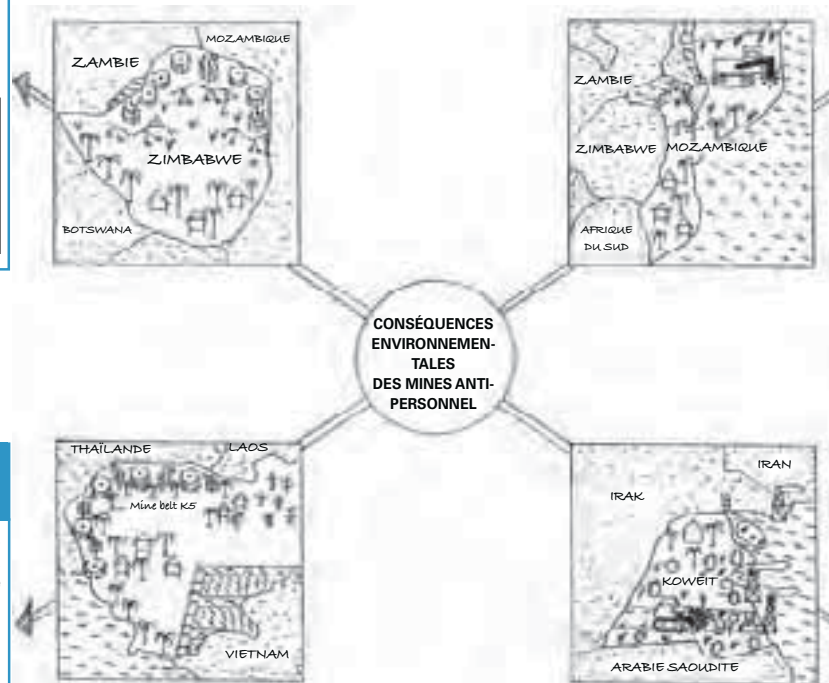 ZAMBIE
MOZAMBIQUE
ZIMBABWE
BOTSWANA
ZAMBIE
ZIMBABWE
MOZAMBIQUE
AFRIQUE
DU SUD
CONSÉQUENCES
ENVIRONNEMEN-
TALES
DES MINES ANTI-
PERSONNEL
THAÏLANDE
LAOS
Mine belt K5
VIETNAM
IRAK
IRAN
KOWEIT
ARABIE SAOUDITE